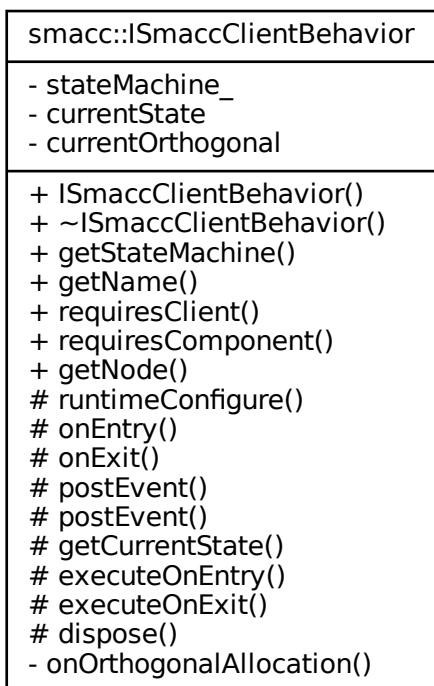 smacc::ISmaccClientBehavior
- stateMachine_
- currentState
- currentOrthogonal
+ ISmaccClientBehavior()
+ ~ISmaccClientBehavior()
+ getStateMachine()
+ getName()
+ requiresClient()
+ requiresComponent()
+ getNode()
# runtimeConfigure()
# onEntry()
# onExit()
# postEvent()
# postEvent()
# getCurrentState()
# executeOnEntry()
# executeOnExit()
# dispose()
- onOrthogonalAllocation()